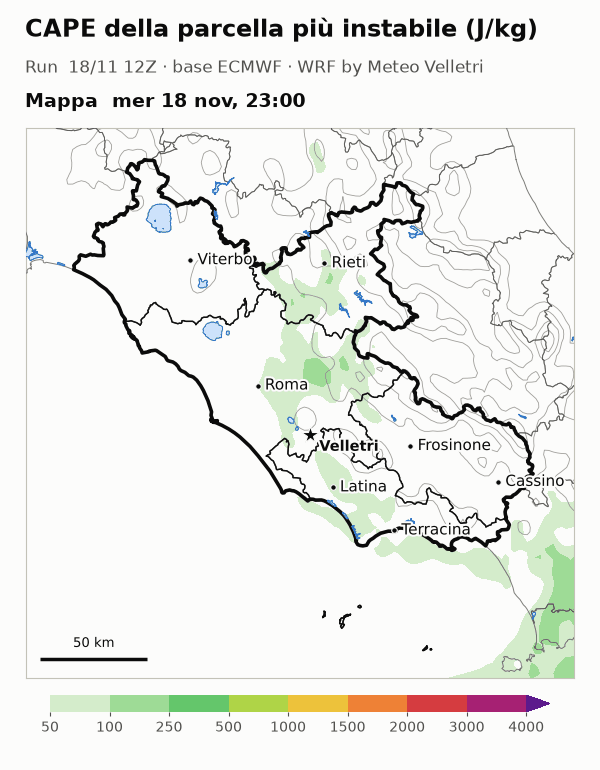 CAPE della parcella più instabile (J/kg)
Run  18/11 12Z · base ECMWF · WRF by Meteo Velletri
Mappa  mer 18 nov, 23:00
Viterbo
Rieti
Roma
Velletri
Frosinone
Cassino
Latina
Terracina
50 km
50 100 250 500 1000 1500 2000 3000 4000